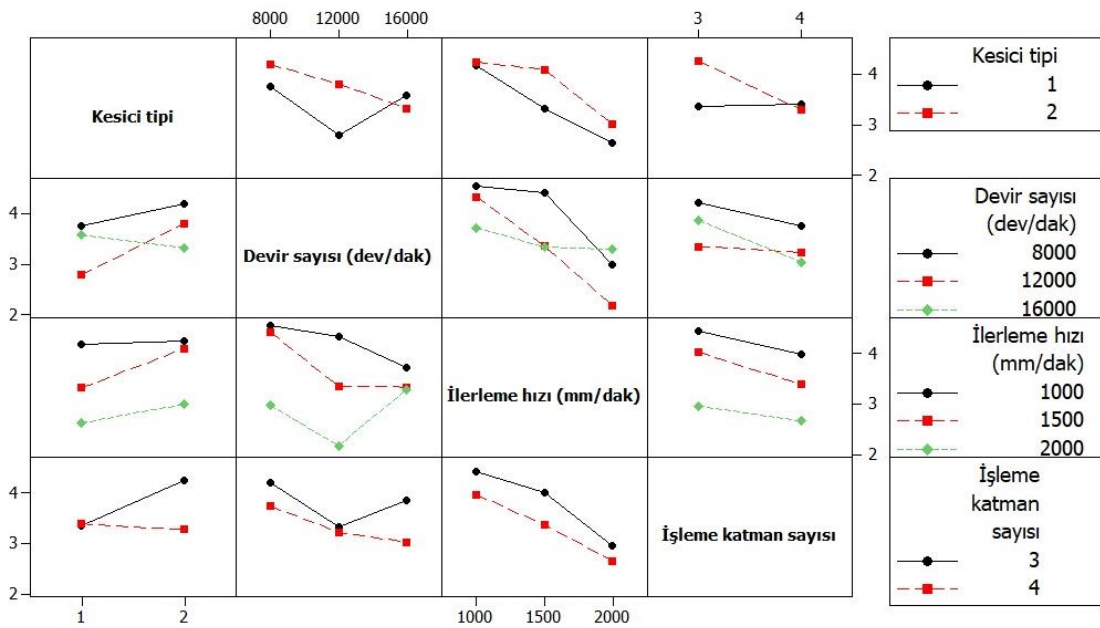 8000 12000 16000 3 4
Kesici tipi
4
3
2
Kesici tipi
1
2
4
3
2
Devir sayısı (dev/dak)
Devir sayısı
(dev/dak)
8000
12000
16000
İlerleme hızı (mm/dak)
4
3
2
İlerleme hızı
(mm/dak)
1000
1500
2000
4
3
2
İşleme katman sayısı
İşleme
katman
sayısı
3
4
1 2 1000 1500 2000